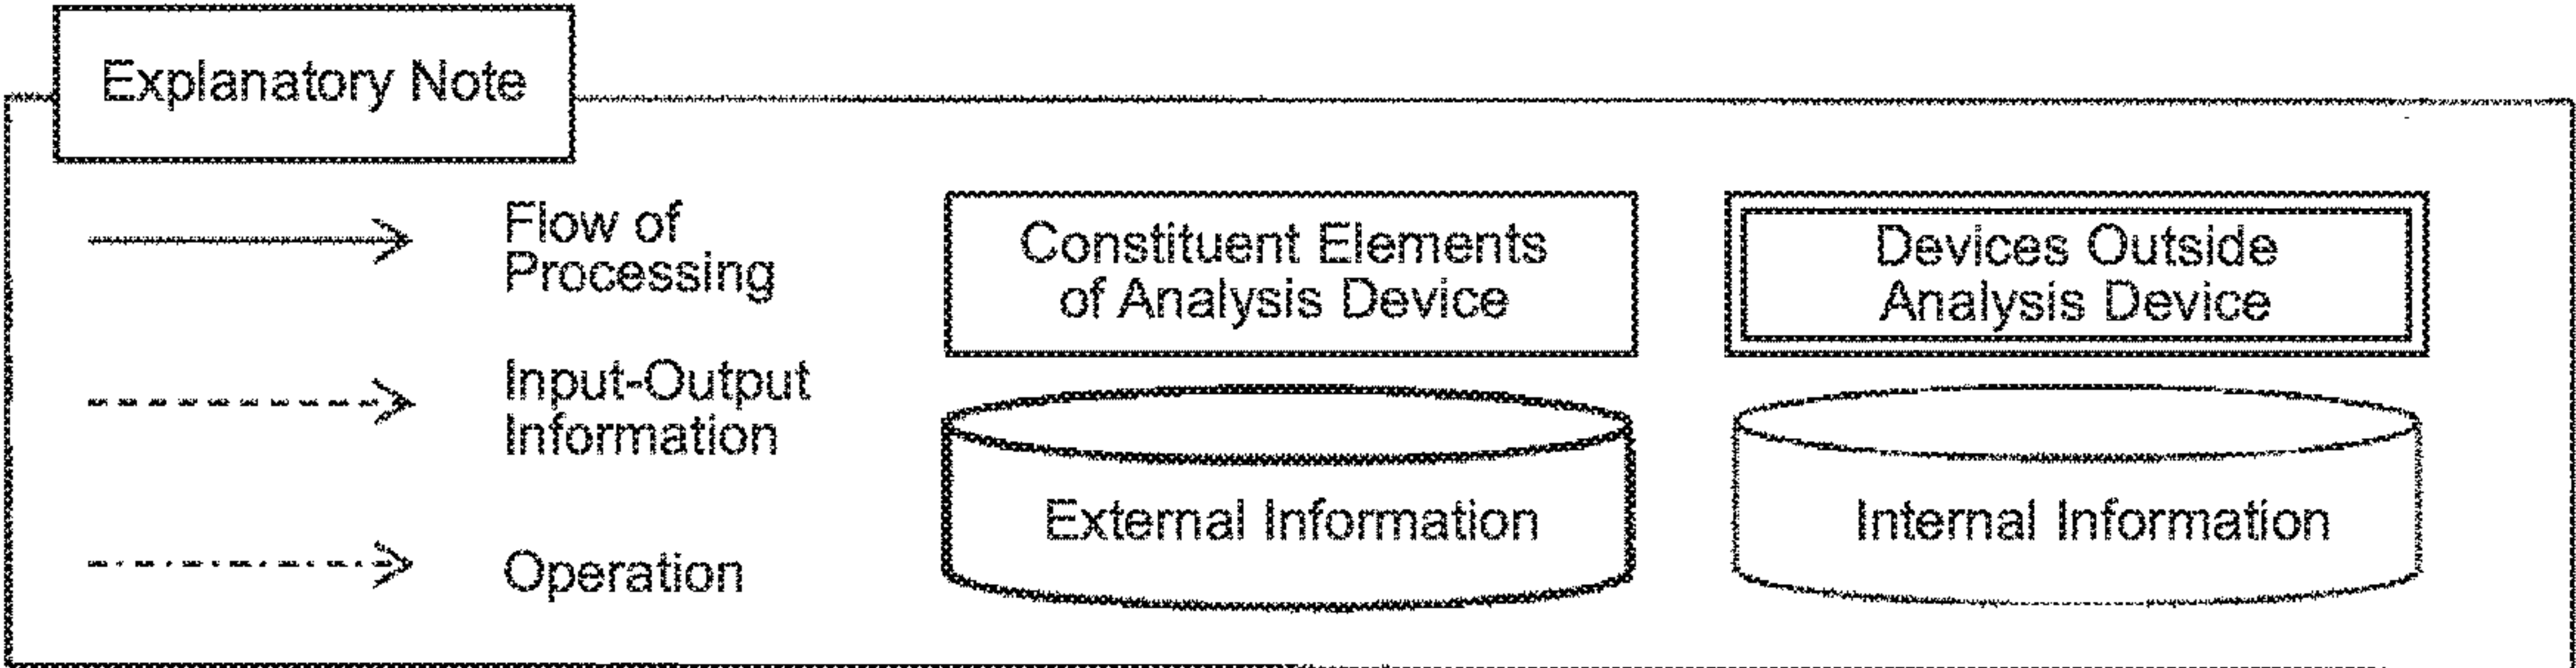 Explanatory Note
Flow of
Processing
Constituent Elements
of Analysis Device
Devices Outside
Analysis Device
Input-Output
Information
External Information
Internal Information
Operation